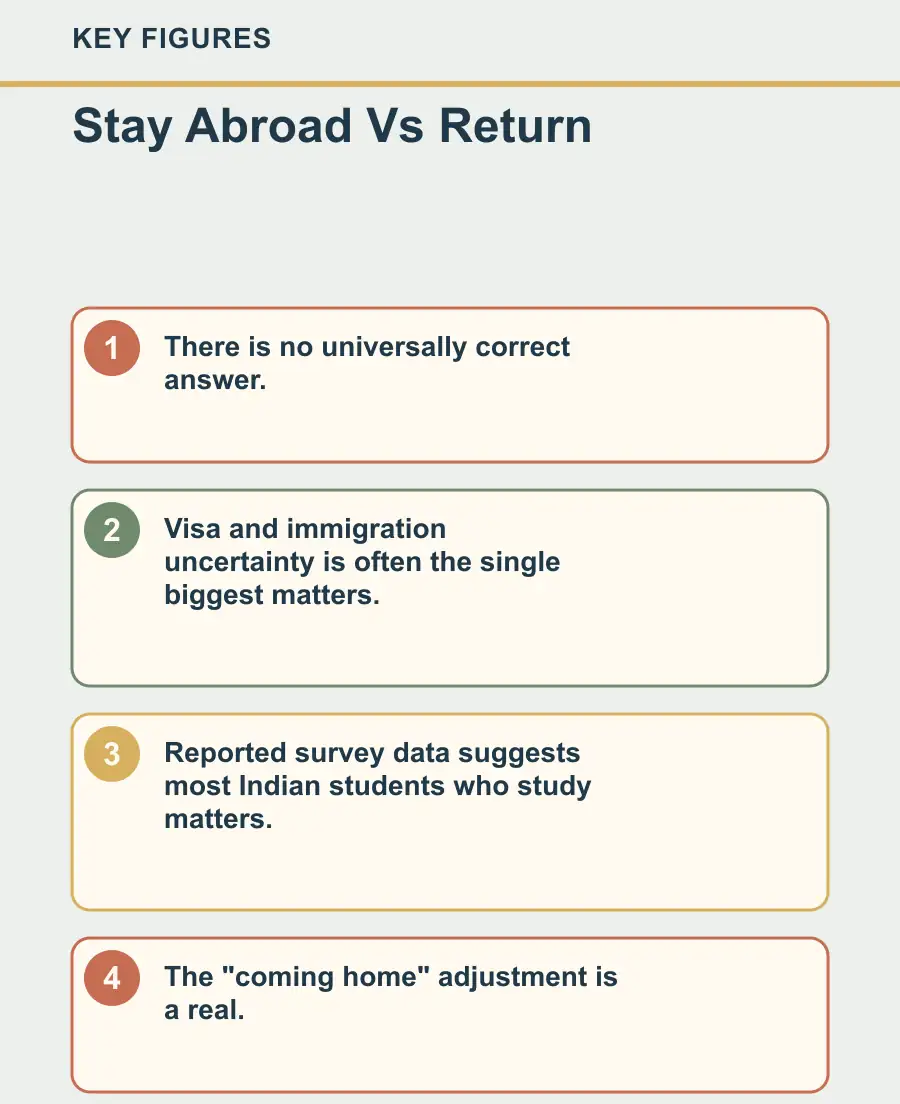 KEY FIGURES
Stay Abroad Vs Return
1
There is no universally correct
answer.
2
Visa and immigration
uncertainty is often the single
biggest matters.
3
Reported survey data suggests
most Indian students who study
matters.
4
The "coming home" adjustment is
a real.